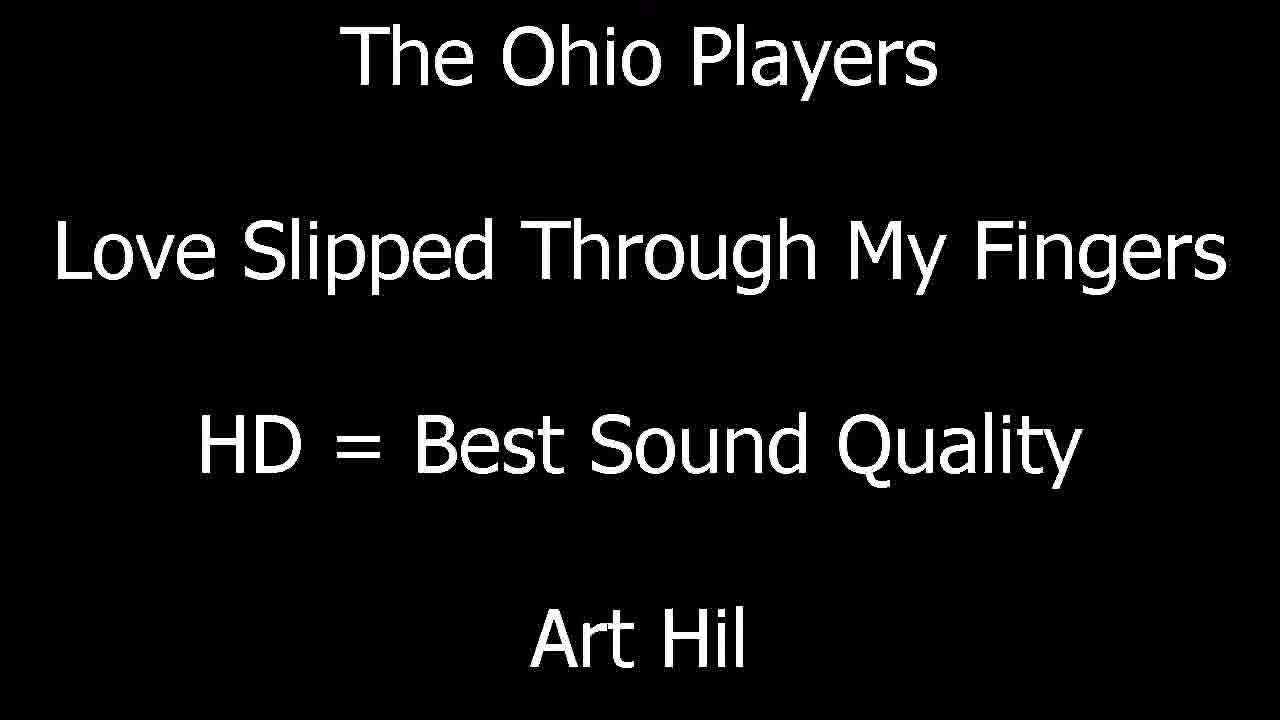 The Ohio Players
Love Slipped Through My Fingers
HD = Best Sound Quality
Art Hil